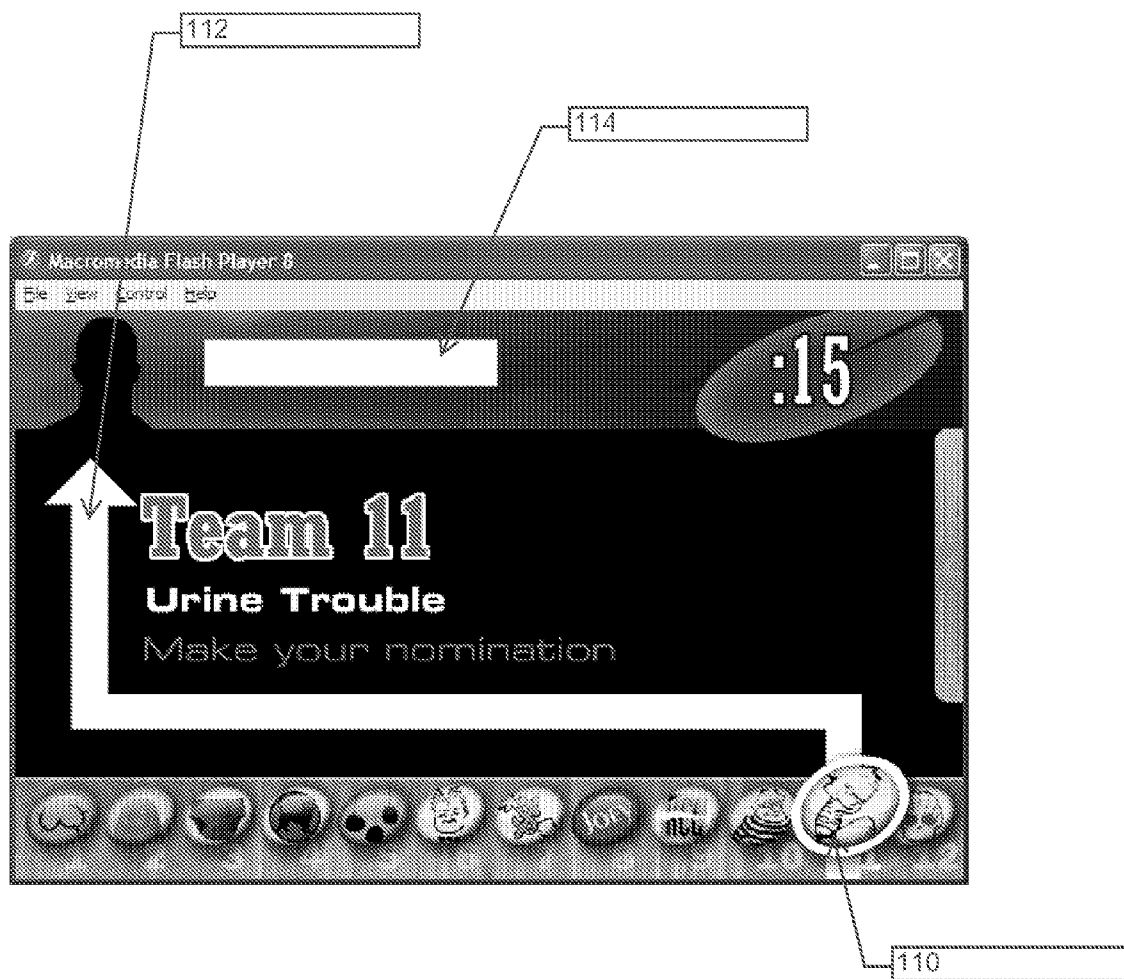 112
114
Macromedia Flash Player 8
File View Control Help
:15
Team 11
Urine Trouble
Make your nomination
JOEY
110